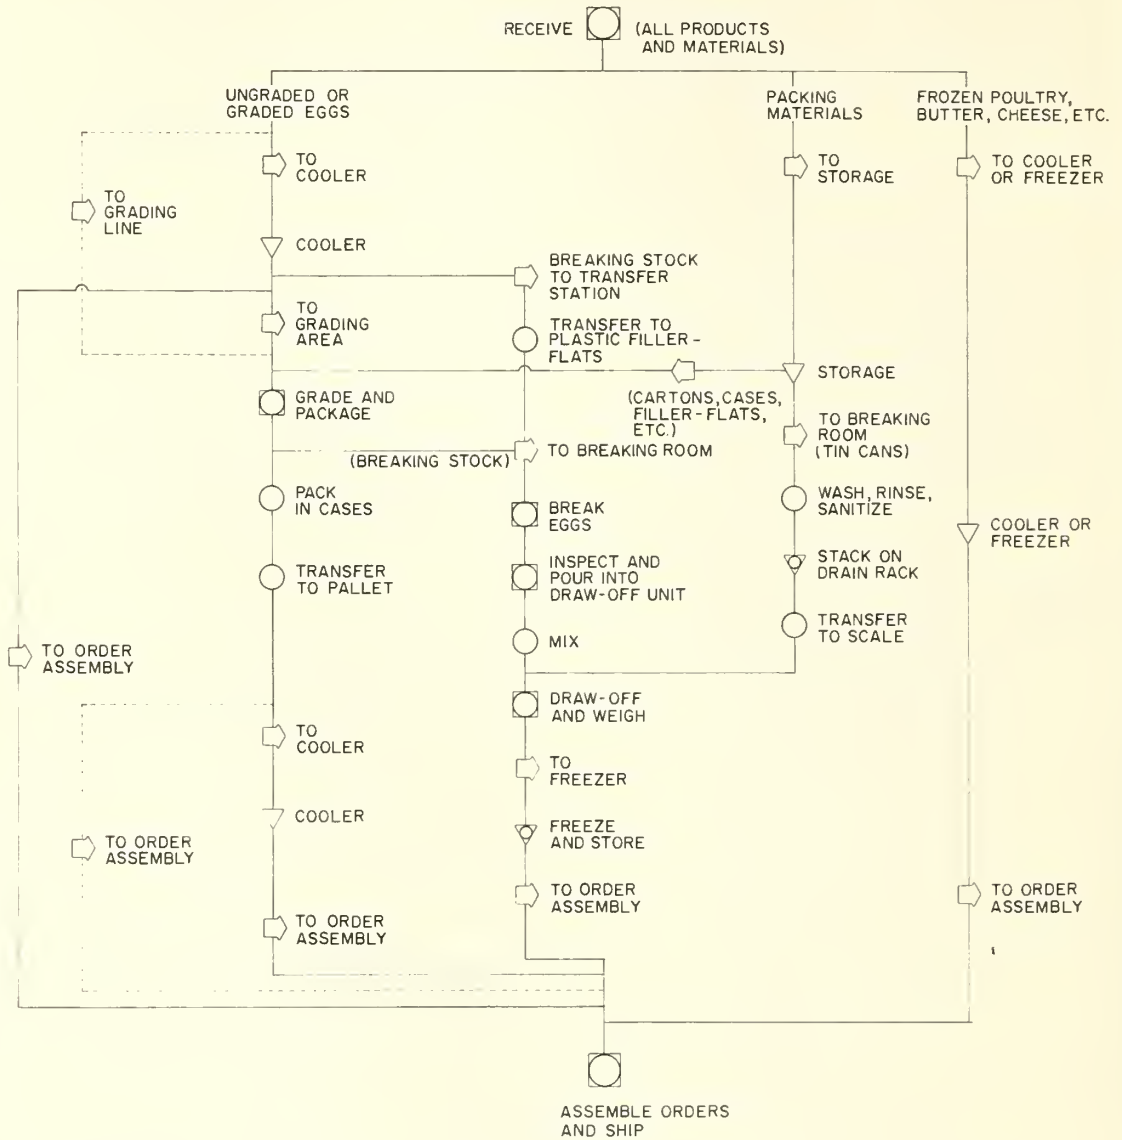 RECEIVE
(ALL PRODUCTS
AND MATERIALS)
UNGRADED OR
GRADED EGGS
PACKING
MATERIALS
FROZEN POULTRY,
BUTTER, CHEESE, ETC.
TO
COOLER
TO
STORAGE
TO COOLER
OR FREEZER
TO
GRADING
LINE
COOLER
BREAKING STOCK
TO TRANSFER
STATION
TO
GRADING
AREA
TRANSFER TO
PLASTIC FILLER-
FLATS
STORAGE
GRADE AND
PACKAGE
(CARTONS, CASES,
FILLER-FLATS,
ETC.)
TO BREAKING
ROOM
(TIN CANS)
(BREAKING STOCK)
TO BREAKING ROOM
PACK
IN CASES
BREAK
EGGS
WASH, RINSE,
SANITIZE
COOLER OR
FREEZER
TRANSFER
TO PALLET
INSPECT AND
POUR INTO
DRAW-OFF UNIT
STACK ON
DRAIN RACK
MIX
TRANSFER
TO SCALE
TO ORDER
ASSEMBLY
DRAW-OFF
AND WEIGH
TO
COOLER
TO
FREEZER
COOLER
FREEZE
AND STORE
TO ORDER
ASSEMBLY
TO ORDER
ASSEMBLY
TO ORDER
ASSEMBLY
TO ORDER
ASSEMBLY
ASSEMBLE ORDERS
AND SHIP